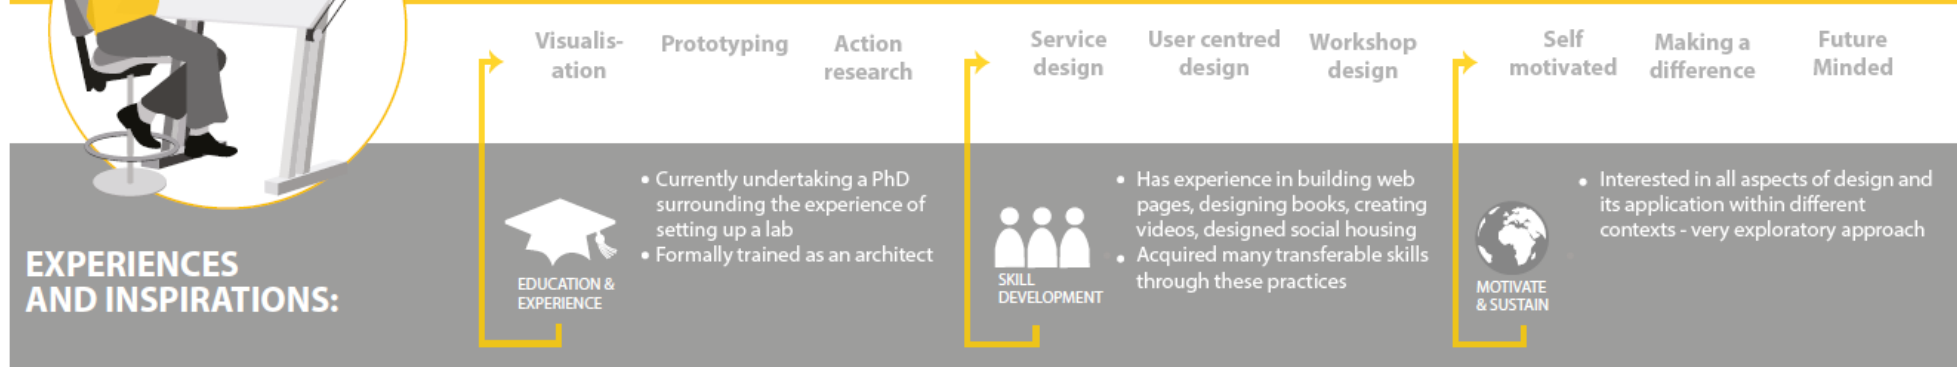 Visualis-
ation
Prototyping
Action
research
Service
design
User centred
design
Workshop
design
Self
motivated
Making a
difference
Future
Minded
EXPERIENCES
AND INSPIRATIONS:
EDUCATION &
EXPERIENCE
• Currently undertaking a PhD
surrounding the experience of
setting up a lab
• Formally trained as an architect
SKILL
DEVELOPMENT
• Has experience in building web
pages, designing books, creating
videos, designed social housing
• Acquired many transferable skills
through these practices
MOTIVATE
& SUSTAIN
• Interested in all aspects of design and
its application within different
contexts - very exploratory approach